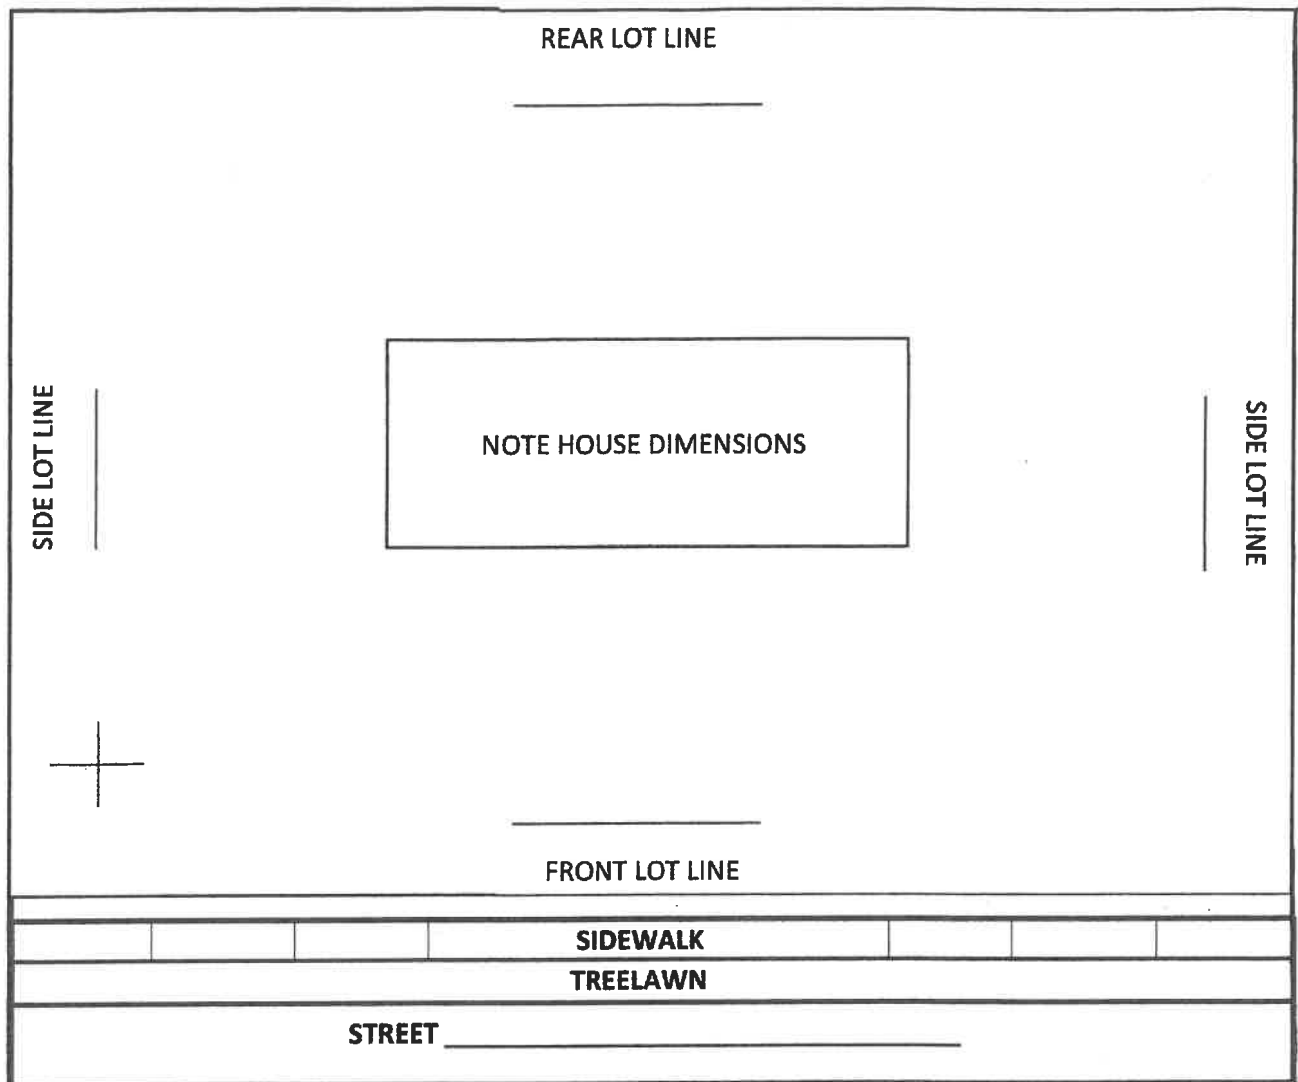 REAR LOT LINE
SIDE LOT LINE
NOTE HOUSE DIMENSIONS
SIDE LOT LINE
FRONT LOT LINE
SIDEWALK
TREELAWN
STREET